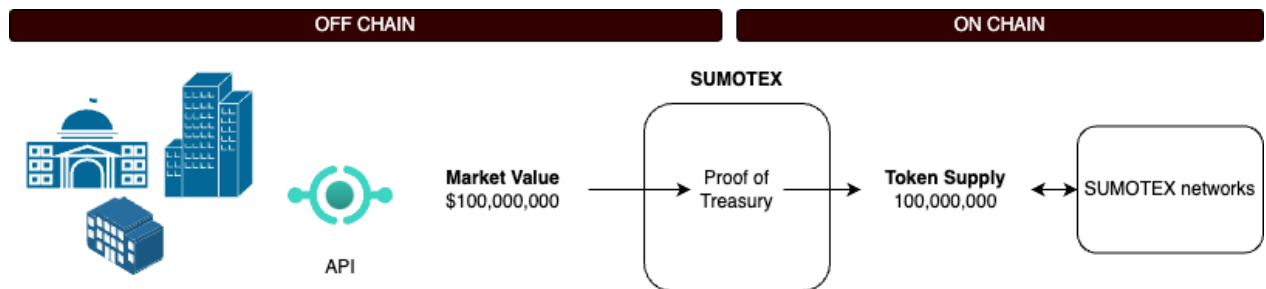 OFF CHAIN
ON CHAIN
SUMOTEX
Market Value
$100,000,000
Proof of
Treasury
Token Supply
100,000,000
SUMOTEX networks
API